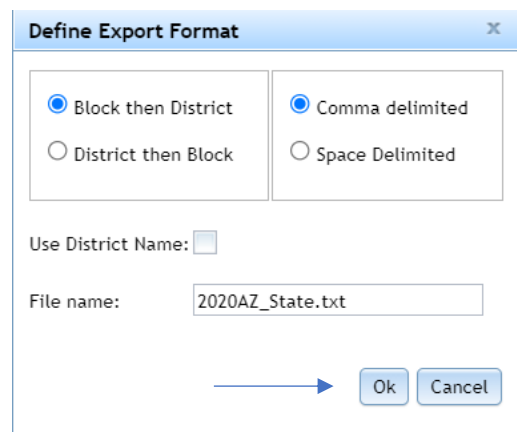 Define Export Format x
Block then District
Comma delimited
District then Block
Space Delimited
Use District Name:
File name: 2020AZ_State.txt
Ok Cancel